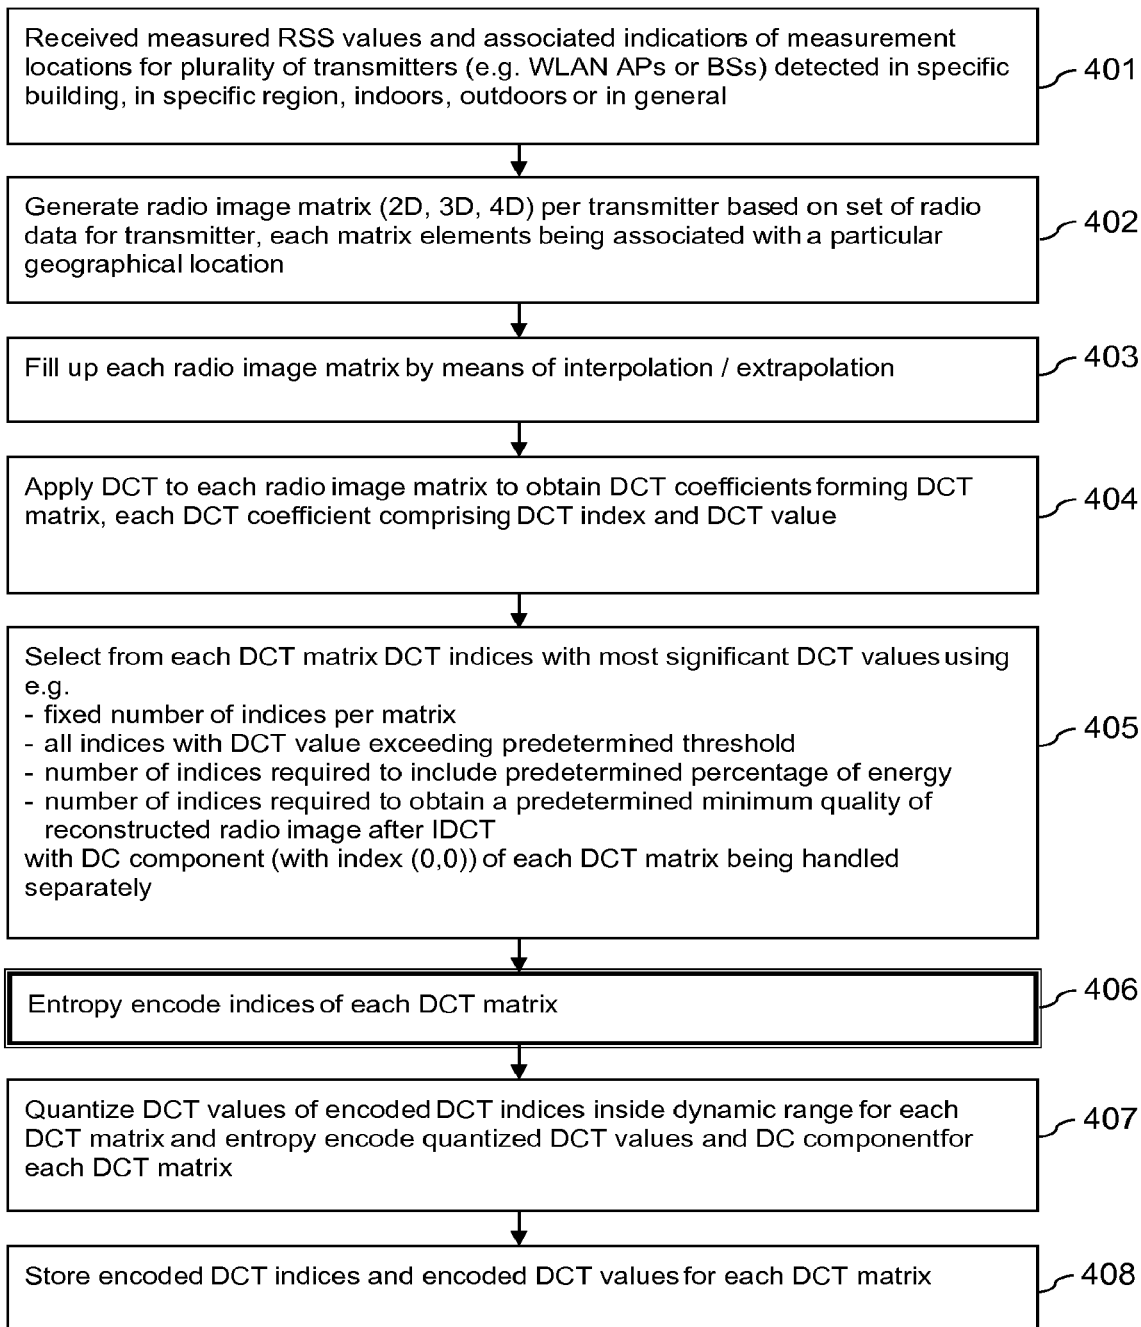 Received measured RSS values and associated indications of measurement
locations for plurality of transmitters (e.g. WLAN APs or BSs) detected in specific
building, in specific region, indoors, outdoors or in general
401
Generate radio image matrix (2D, 3D, 4D) per transmitter based on set of radio
data for transmitter, each matrix elements being associated with a particular
geographical location
402
Fill up each radio image matrix by means of interpolation / extrapolation
403
Apply DCT to each radio image matrix to obtain DCT coefficients forming DCT
matrix, each DCT coefficient comprising DCT index and DCT value
404
Select from each DCT matrix DCT indices with most significant DCT values using
e.g.
- fixed number of indices per matrix
- all indices with DCT value exceeding predetermined threshold
- number of indices required to include predetermined percentage of energy
- number of indices required to obtain a predetermined minimum quality of
reconstructed radio image after IDCT
with DC component (with index (0,0)) of each DCT matrix being handled
separately
405
Entropy encode indices of each DCT matrix
406
Quantize DCT values of encoded DCT indices inside dynamic range for each
DCT matrix and entropy encode quantized DCT values and DC component for
each DCT matrix
407
Store encoded DCT indices and encoded DCT values for each DCT matrix
408